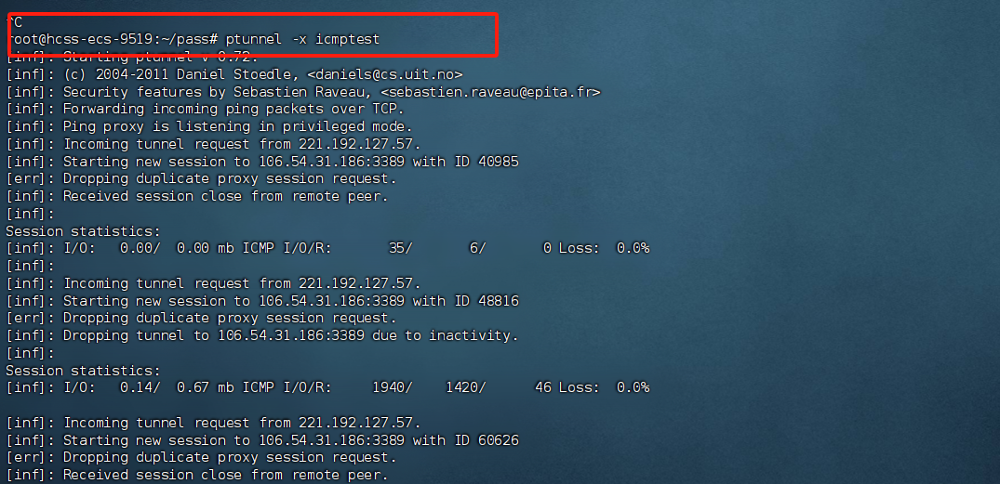 ^C
root@hcss-ecs-9519:~/pass# ptunnel -x icmptest
[inf]: Starting ptunnel v 0.72.
[inf]: (c) 2004-2011 Daniel Stoedle, <daniels@cs.uit.no>
[inf]: Security features by Sebastien Raveau, <sebastien.raveau@epita.fr>
[inf]: Forwarding incoming ping packets over TCP.
[inf]: Ping proxy is listening in privileged mode.
[inf]: Incoming tunnel request from 221.192.127.57.
[inf]: Starting new session to 106.54.31.186:3389 with ID 40985
[err]: Dropping duplicate proxy session request.
[inf]: Received session close from remote peer.
[inf]:
Session statistics:
[inf]: I/O:   0.00/  0.00 mb ICMP I/O/R:       35/       6/       0 Loss:  0.0%
[inf]:
[inf]: Incoming tunnel request from 221.192.127.57.
[inf]: Starting new session to 106.54.31.186:3389 with ID 48816
[err]: Dropping duplicate proxy session request.
[inf]: Dropping tunnel to 106.54.31.186:3389 due to inactivity.
[inf]:
Session statistics:
[inf]: I/O:   0.14/  0.67 mb ICMP I/O/R:     1940/    1420/      46 Loss:  0.0%
[inf]: Incoming tunnel request from 221.192.127.57.
[inf]: Starting new session to 106.54.31.186:3389 with ID 60626
[err]: Dropping duplicate proxy session request.
[inf]: Received session close from remote peer.